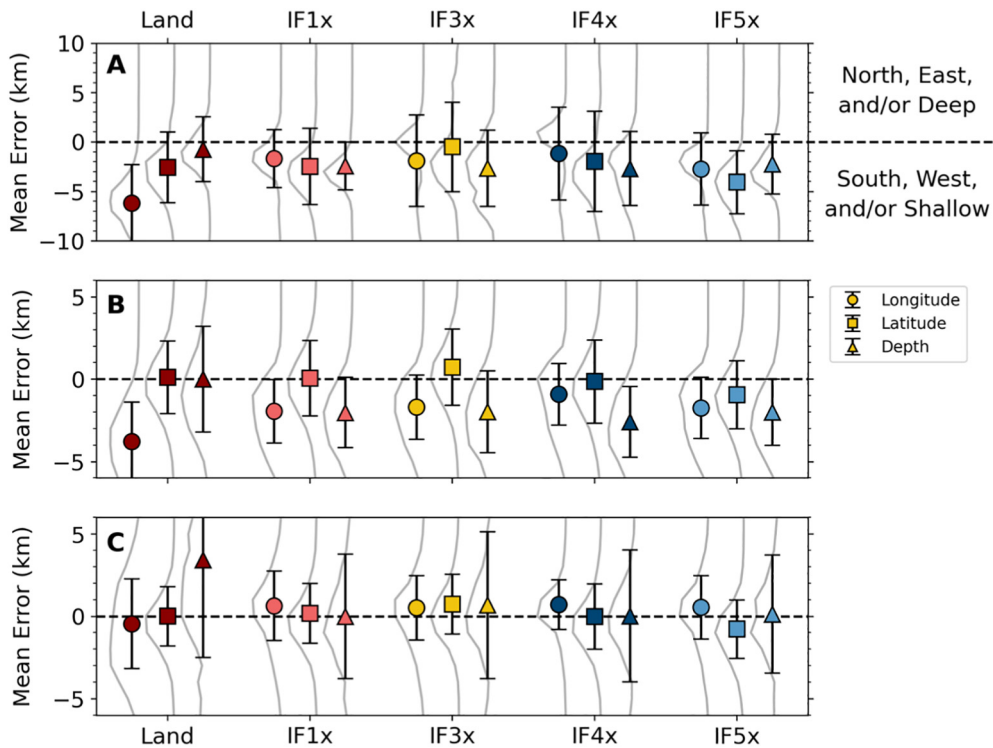 Land IF1x IF3x IF4x IF5x
A
Mean Error (km)
10
5
0
−5
−10
North, East,
and/or Deep
South, West,
and/or Shallow
B
Mean Error (km)
5
0
−5
Longitude
Latitude
Depth
C
Mean Error (km)
5
0
−5
Land IF1x IF3x IF4x IF5x